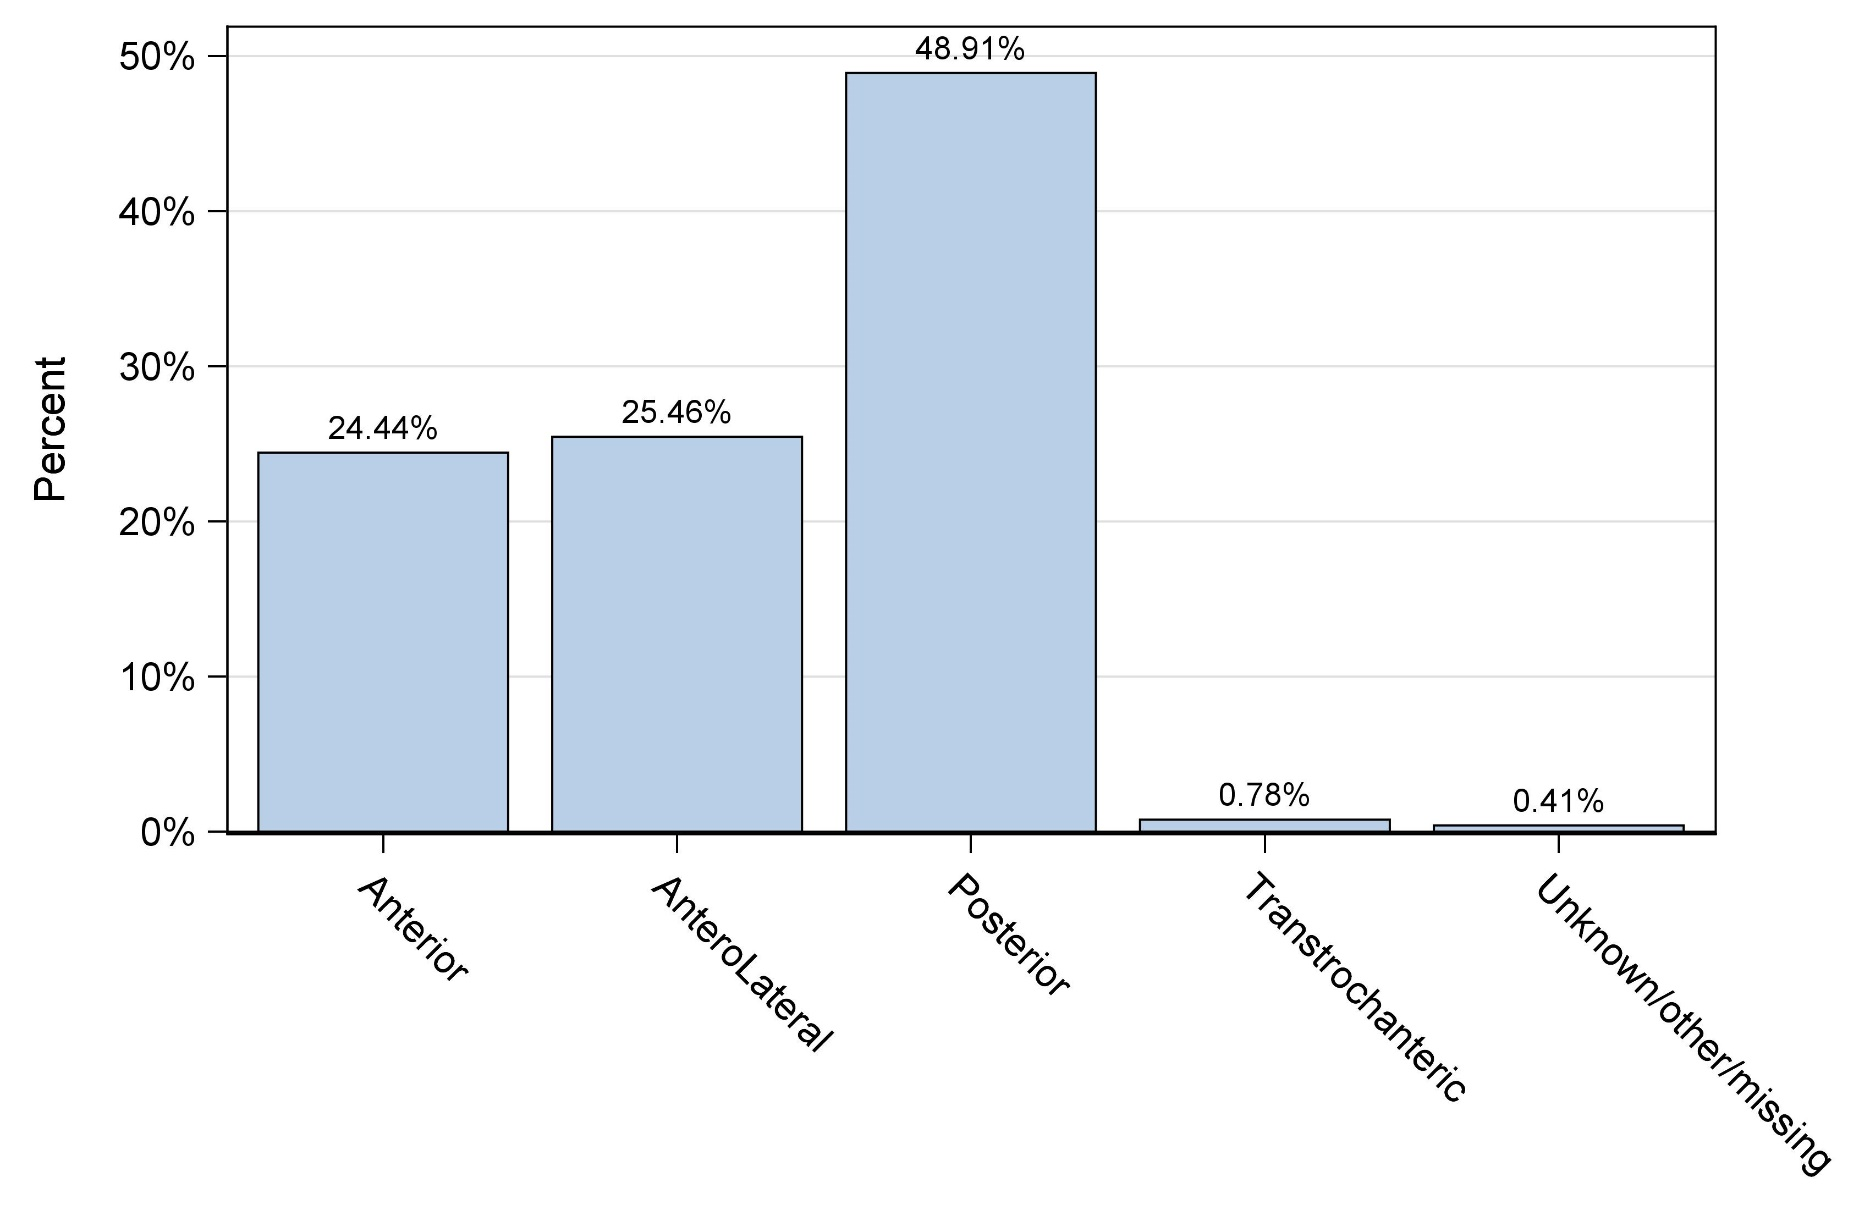 50%
40%
30%
20%
10%
0%
Percent
24.44%
25.46%
48.91%
0.78%
0.41%
Anterior
AnteroLateral
Posterior
Transtrochanteric
Unknown/other/missing